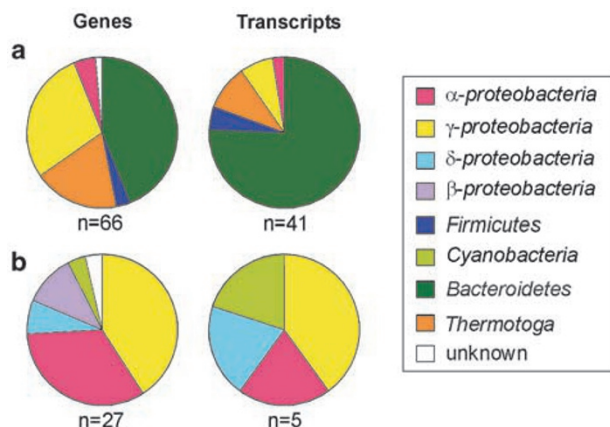 Genes
Transcripts
a
n=66
n=41
b
n=27
n=5
α-proteobacteria
γ-proteobacteria
δ-proteobacteria
β-proteobacteria
Firmicutes
Cyanobacteria
Bacteroidetes
Thermotoga
unknown